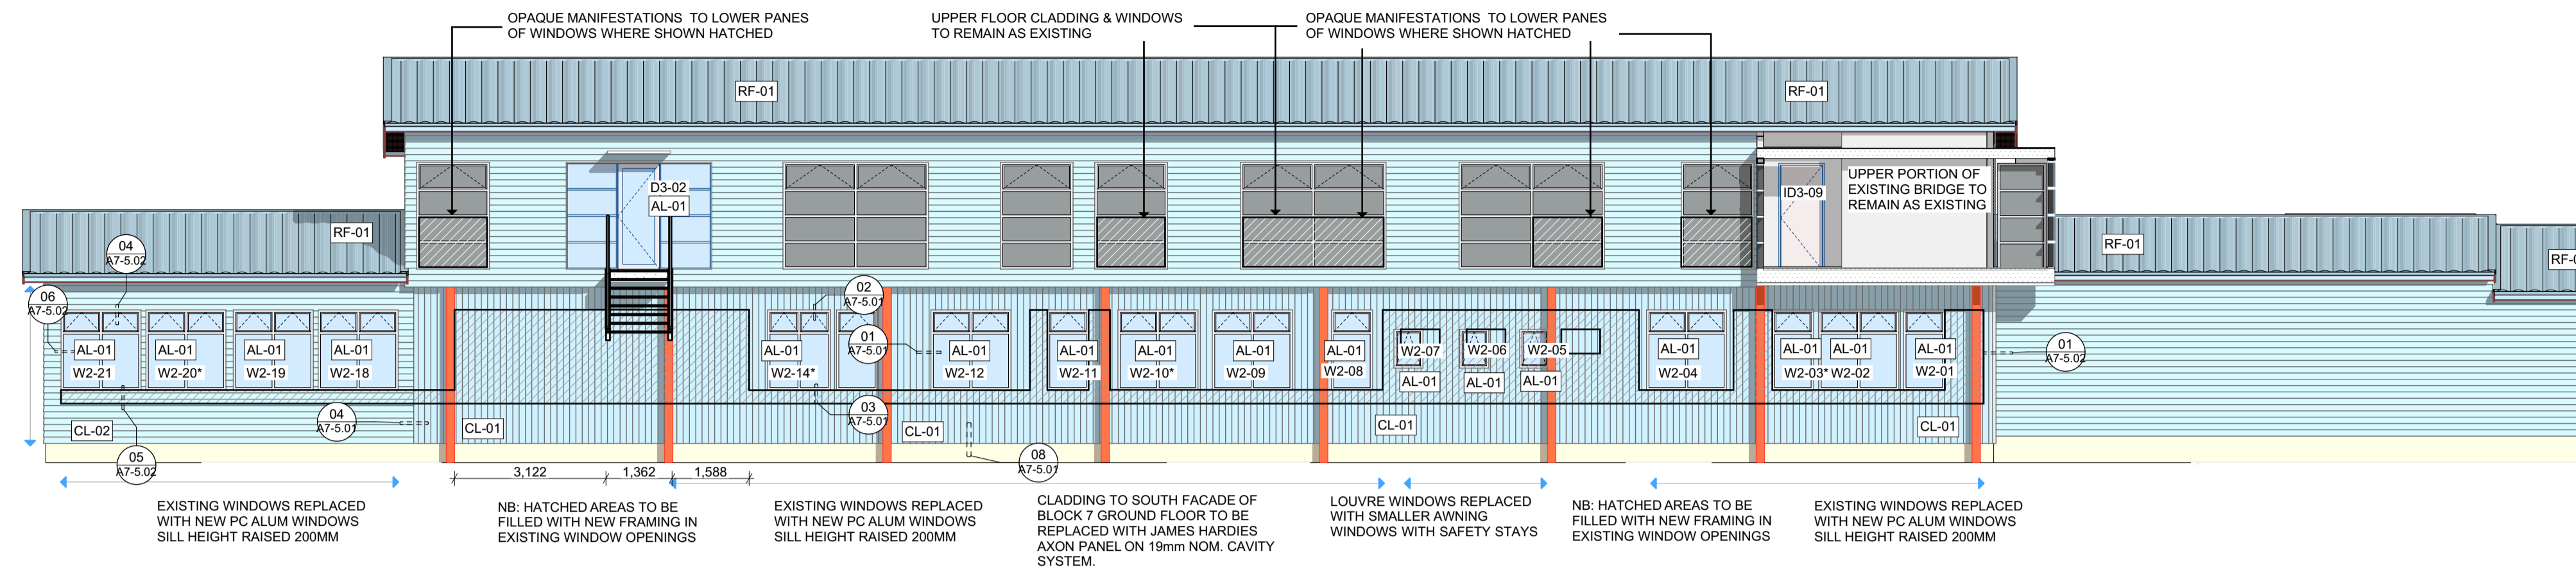 OPAQUE MANIFESTATIONS TO LOWER PANES
OF WINDOWS WHERE SHOWN HATCHED
UPPER FLOOR CLADDING & WINDOWS
TO REMAIN AS EXISTING
OPAQUE MANIFESTATIONS TO LOWER PANES
OF WINDOWS WHERE SHOWN HATCHED
RF-01
RF-01
D3-02
AL-01
ID3-09
UPPER PORTION OF
EXISTING BRIDGE TO
REMAIN AS EXISTING
RF-01
RF-01
04
A7-5.02
06
A7-5.02
02
A7-5.01
01
A7-5.01
01
A7-5.02
AL-01
W2-21
AL-01
W2-20*
AL-01
W2-19
AL-01
W2-18
AL-01
W2-14*
AL-01
W2-12
AL-01
W2-11
AL-01
W2-10*
AL-01
W2-09
AL-01
W2-08
W2-07
AL-01
W2-06
AL-01
W2-05
AL-01
AL-01
W2-04
AL-01
W2-03*
AL-01
W2-02
AL-01
W2-01
03
A7-5.01
04
A7-5.01
CL-02
CL-01
CL-01
CL-01
CL-01
05
A7-5.02
08
A7-5.01
3,122
1,362
1,588
EXISTING WINDOWS REPLACED
WITH NEW PC ALUM WINDOWS
SILL HEIGHT RAISED 200MM
NB: HATCHED AREAS TO BE
FILLED WITH NEW FRAMING IN
EXISTING WINDOW OPENINGS
EXISTING WINDOWS REPLACED
WITH NEW PC ALUM WINDOWS
SILL HEIGHT RAISED 200MM
CLADDING TO SOUTH FACADE OF
BLOCK 7 GROUND FLOOR TO BE
REPLACED WITH JAMES HARDIES
AXON PANEL ON 19mm NOM. CAVITY
SYSTEM.
LOUVRE WINDOWS REPLACED
WITH SMALLER AWNING
WINDOWS WITH SAFETY STAYS
NB: HATCHED AREAS TO BE
FILLED WITH NEW FRAMING IN
EXISTING WINDOW OPENINGS
EXISTING WINDOWS REPLACED
WITH NEW PC ALUM WINDOWS
SILL HEIGHT RAISED 200MM